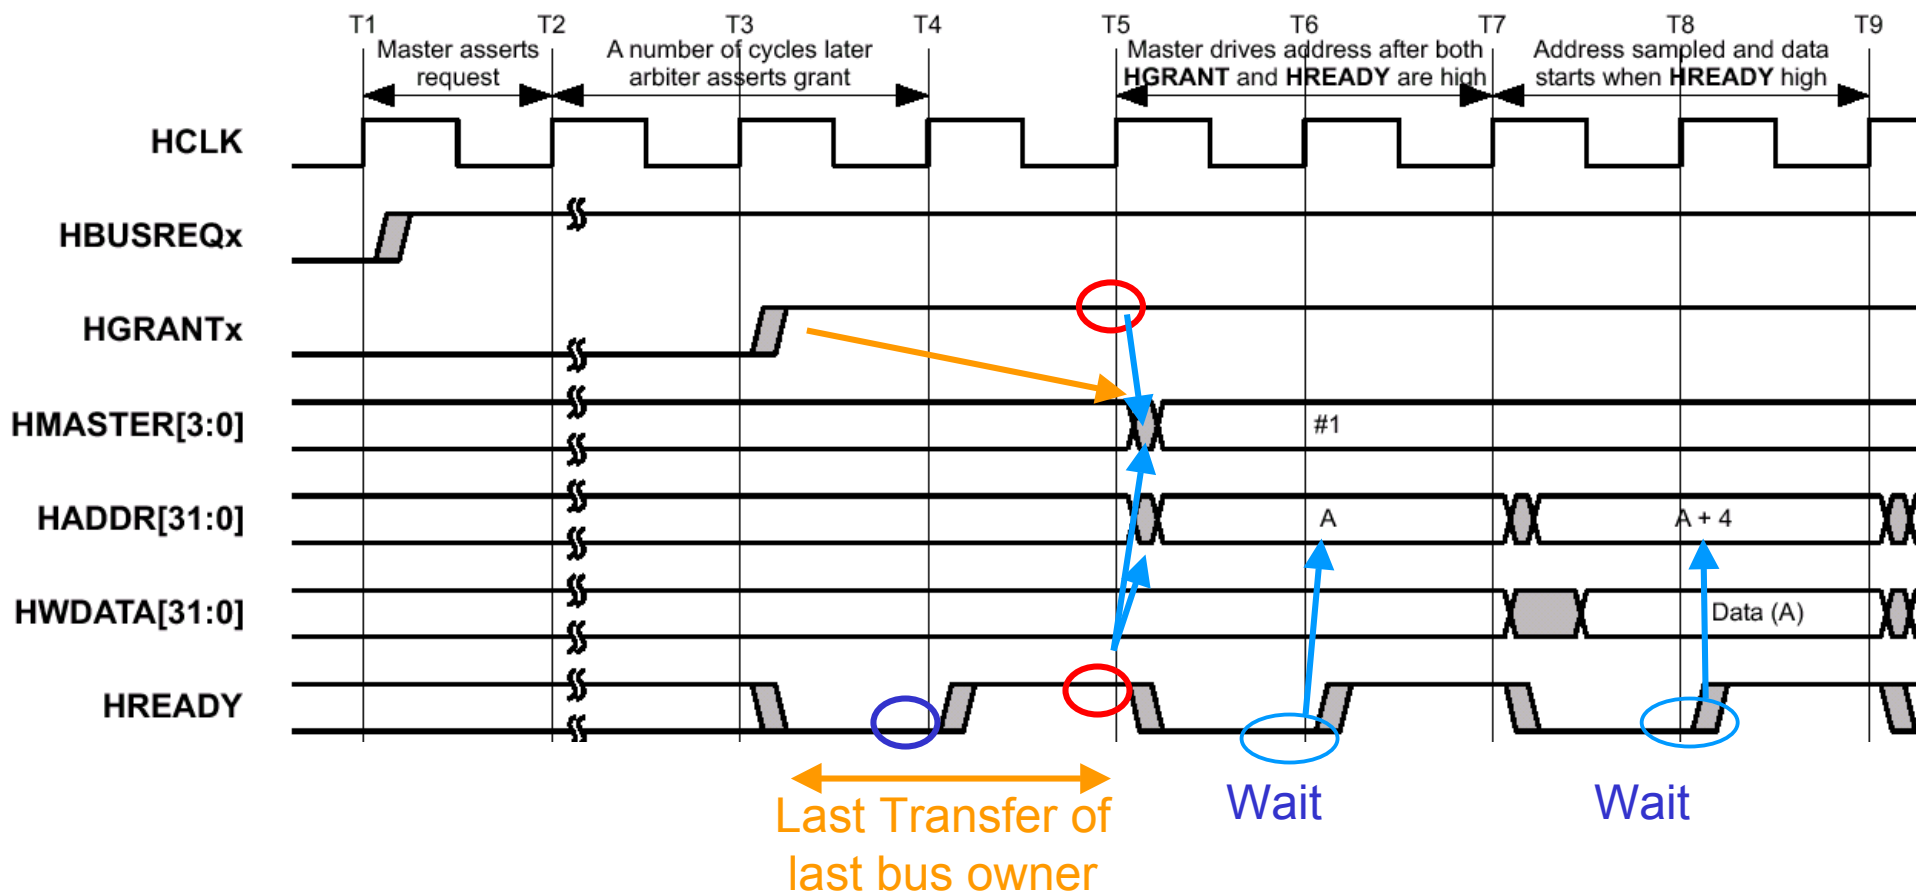 T1 T2 T3 T4 T5 T6 T7 T8 T9
Master asserts
request
A number of cycles later
arbiter asserts grant
Master drives address after both
HGRANT and HREADY are high
Address sampled and data
starts when HREADY high
HCLK
HBUSREQx
HGRANTx
HMASTER[3:0]
#1
HADDR[31:0]
A
A + 4
HWDATA[31:0]
Data (A)
HREADY
Last Transfer of
last bus owner
Wait
Wait